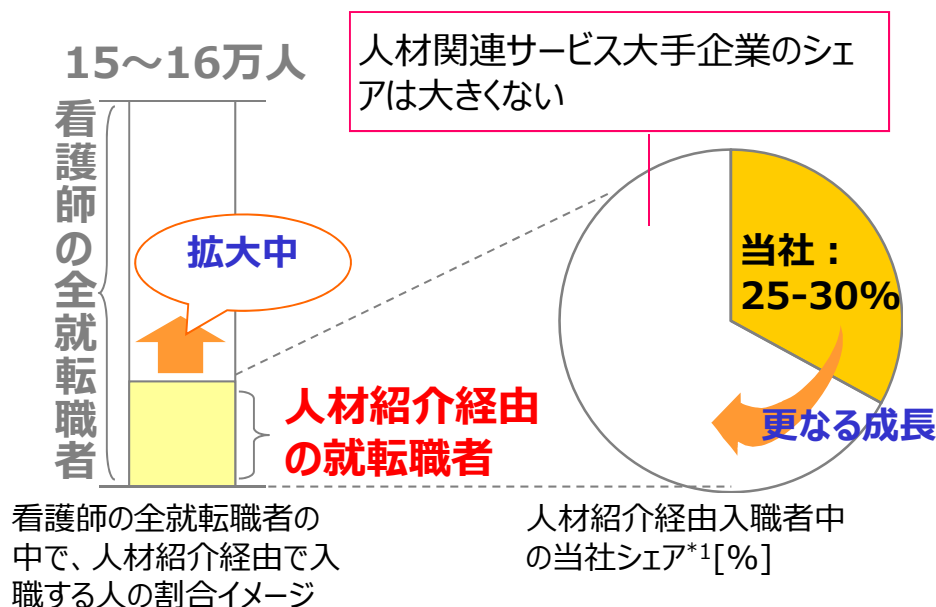 15～16万人
人材関連サービス大手企業のシェ
アは大きくない
看護師の全就転職者
拡大中
当社：
25-30%
人材紹介経由
の就転職者
更なる成長
看護師の全就転職者の
中で、人材紹介経由で入
職する人の割合イメージ
人材紹介経由入職者中
の当社シェア*1[%]